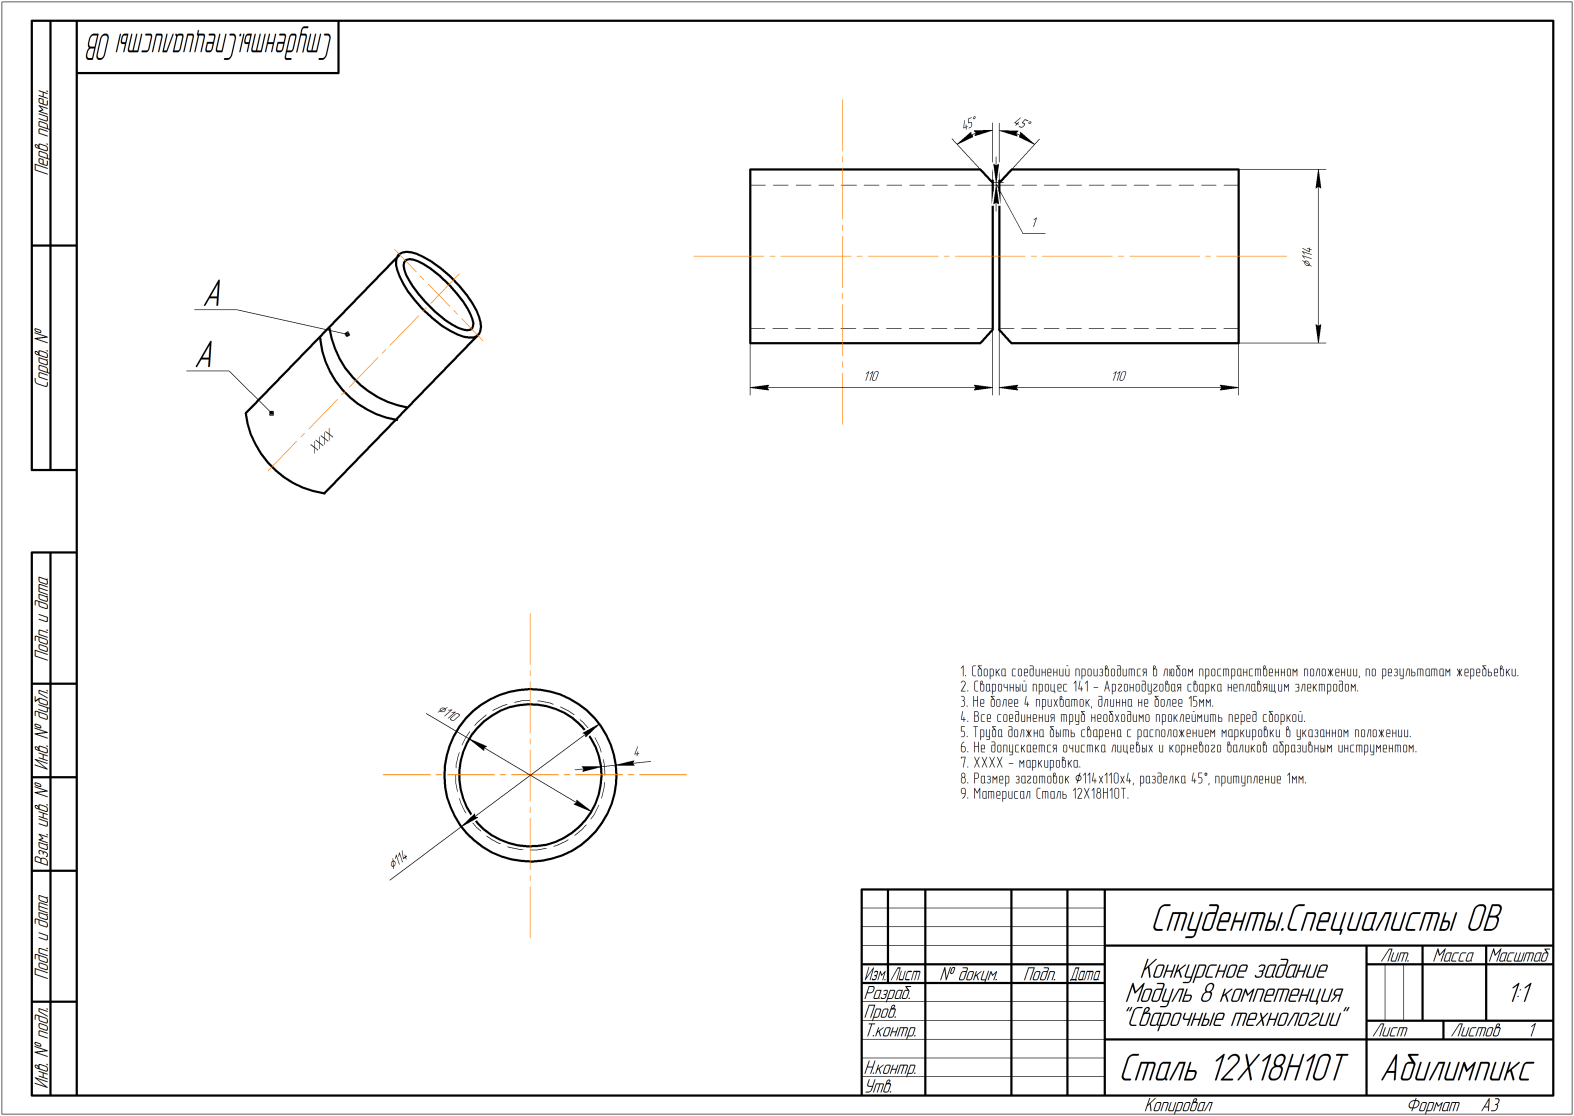 Студенты.Специалисты ОВ
Перв. примен.
Справ. №
Подп. и дата
Инв. № дубл.
Взам. инв. №
Подп. и дата
Инв. № подл.
А
А
XXXX
45°
45°
1
⌀114
110
110
⌀110
4
⌀114
1. Сборка соединений производится в любом пространственном положении, по результатам жеребьевки.
2. Сварочный процес 141 - Аргонодуговая сварка неплавящим электродом.
3. Не более 4 прихваток, длинна не более 15мм.
4. Все соединения труб необходимо проклеймить перед сборкой.
5. Труба должна быть сварена с расположением маркировки в указанном положении.
6. Не допускается очистка лицевых и корневого валиков абразивным инструментом.
7. XXXX - маркировка.
8. Размер заготовок ⌀114х110х4, разделка 45°, притупление 1мм.
9. Материсал Сталь 12Х18Н10Т.
Студенты.Специалисты ОВ
Изм. Лист № докум. Подп. Дата
Разраб.
Пров.
Т.контр.
Н.контр.
Утв.
Конкурсное задание
Модуль 8 компетенция
"Сварочные технологии"
Лит. Масса Масштаб
1:1
Лист Листов 1
Сталь 12Х18Н10Т
Абилимпикс
Копировал Формат А3